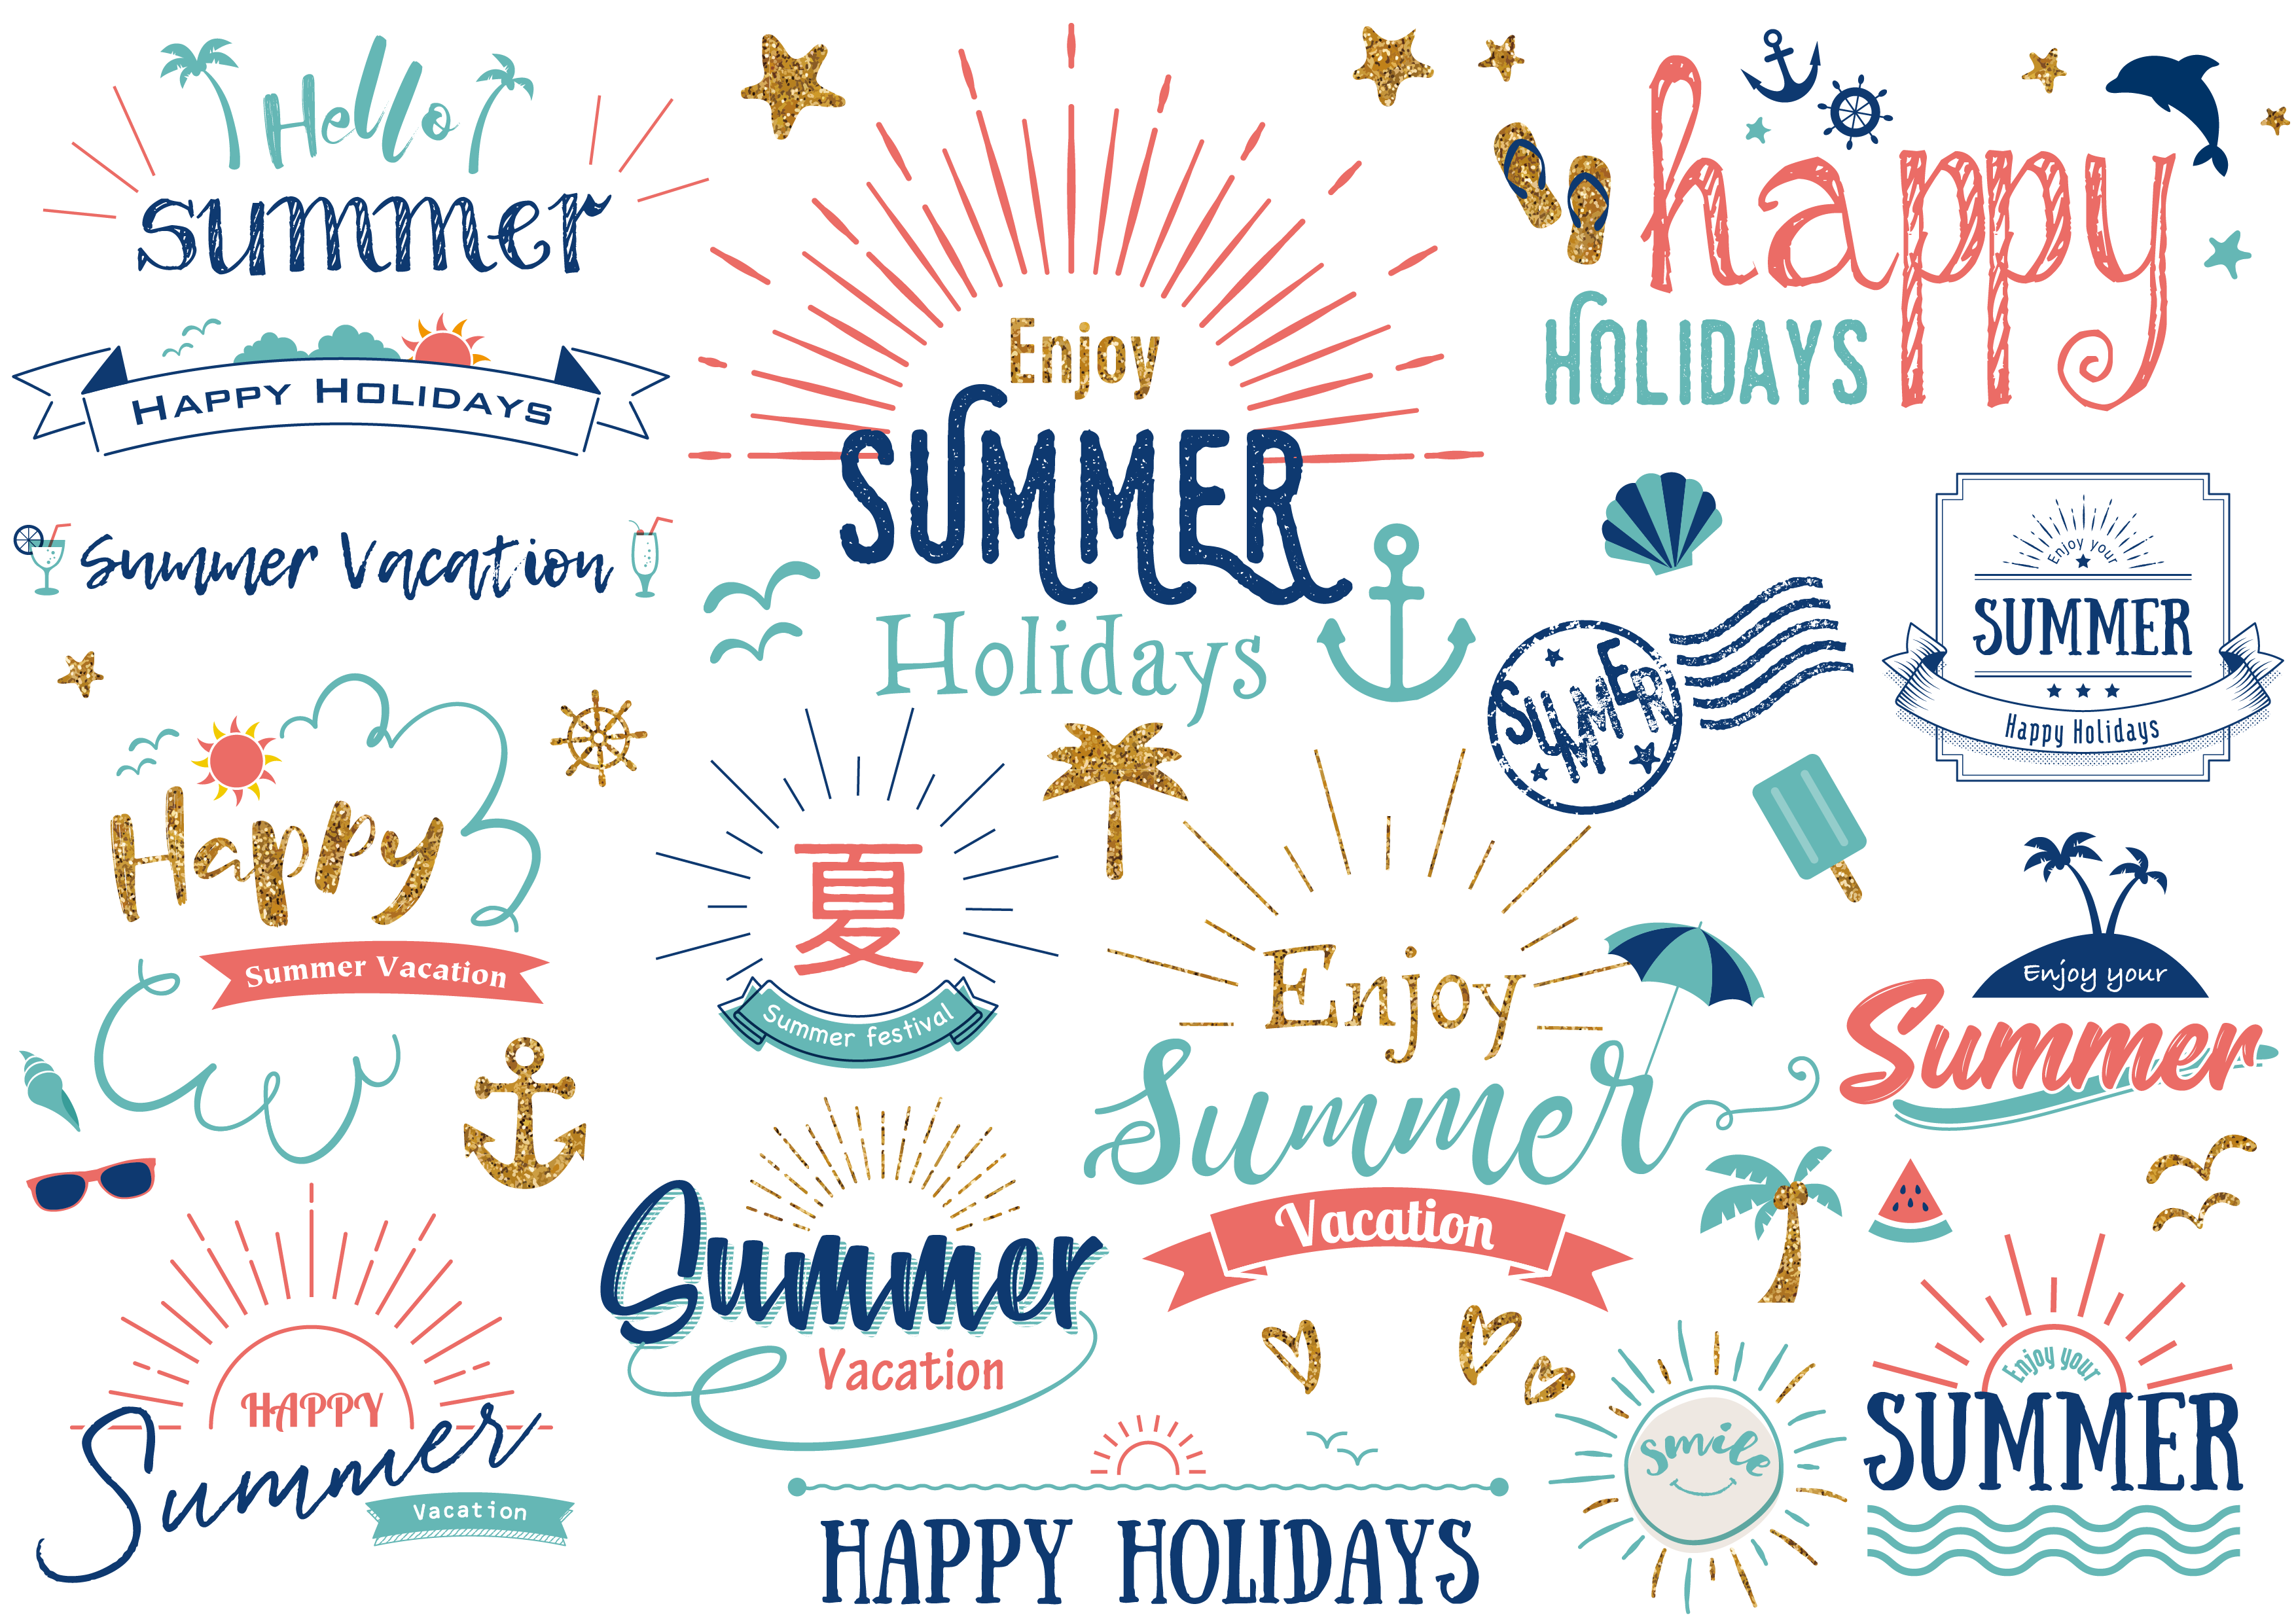 Hello
summer
HAPPY HOLIDAYS
Summer Vacation
Enjoy
SUMMER
Holidays
happy
HOLIDAYS
SUMMER
Enjoy your
SUMMER
Happy Holidays
Happy
Summer Vacation
夏
Summer festival
Enjoy
Summer
Vacation
Enjoy your
Summer
HAPPY
Summer
Vacation
Summer
Vacation
HAPPY HOLIDAYS
smile
Enjoy your
SUMMER